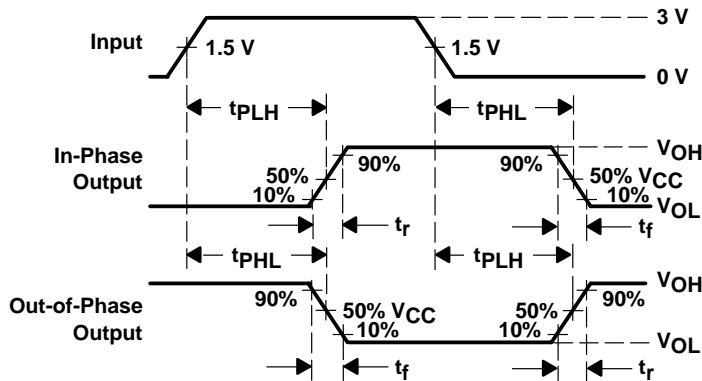 3 V
Input
1.5 V
1.5 V
0 V
tPLH
tPHL
In-Phase
Output
VOH
90%
90%
50%
50% VCC
10%
10%
VOL
tr
tf
tPHL
tPLH
Out-of-Phase
Output
VOH
90%
90%
50% VCC
50%
10%
10%
VOL
tf
tr